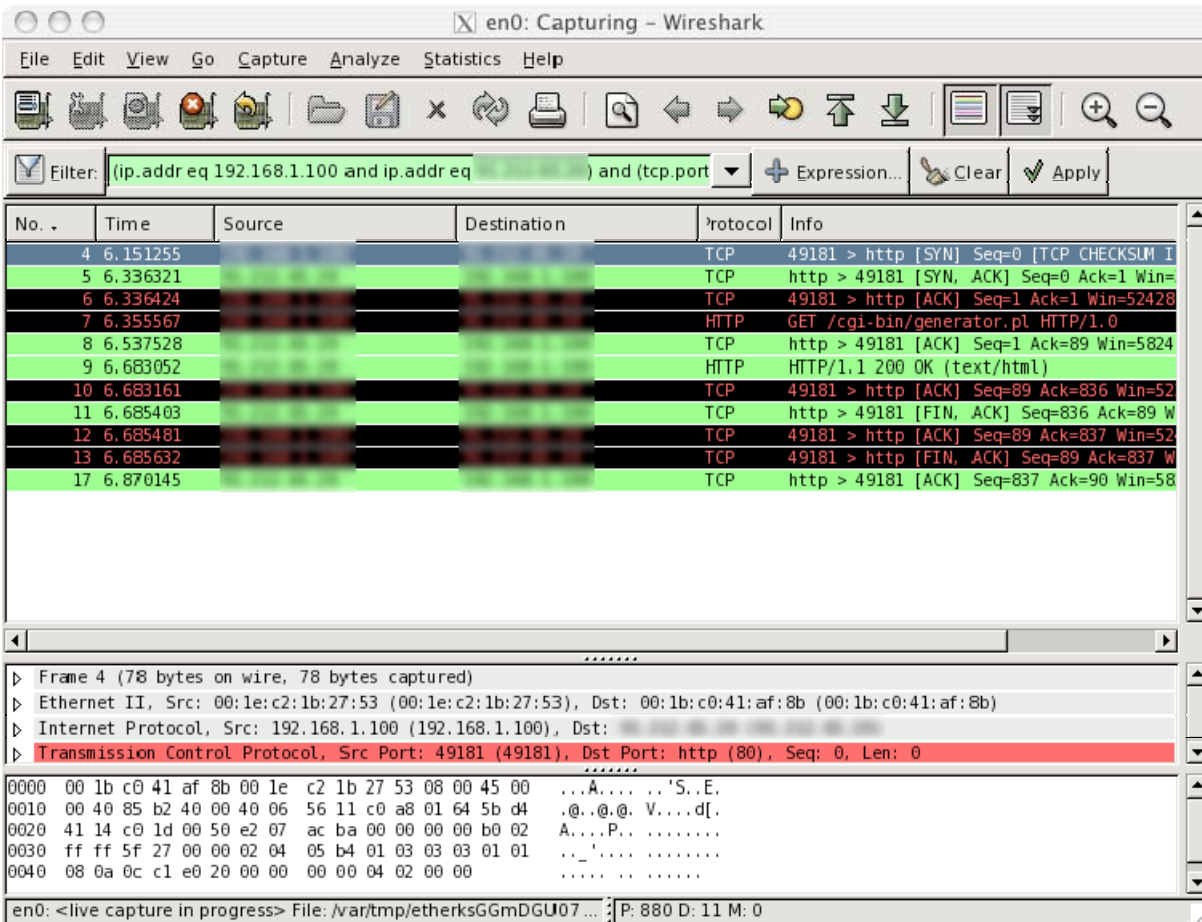 en0: Capturing – Wireshark
File Edit View Go Capture Analyze Statistics Help
Filter: (ip.addr eq 192.168.1.100 and ip.addr eq ) and (tcp.port Expression... Clear Apply
No. Time Source Destination Protocol Info
4 6.151255 TCP 49181 > http [SYN] Seq=0 [TCP CHECKSUM I
5 6.336321 TCP http > 49181 [SYN, ACK] Seq=0 Ack=1 Win=
6 6.336424 TCP 49181 > http [ACK] Seq=1 Ack=1 Win=52428
7 6.355567 HTTP GET /cgi-bin/generator.pl HTTP/1.0
8 6.537528 TCP http > 49181 [ACK] Seq=1 Ack=89 Win=5824
9 6.683052 HTTP HTTP/1.1 200 OK (text/html)
10 6.683161 TCP 49181 > http [ACK] Seq=89 Ack=836 Win=52
11 6.685403 TCP http > 49181 [FIN, ACK] Seq=836 Ack=89 W
12 6.685481 TCP 49181 > http [ACK] Seq=89 Ack=837 Win=524
13 6.685632 TCP 49181 > http [FIN, ACK] Seq=89 Ack=837 W
17 6.870145 TCP http > 49181 [ACK] Seq=837 Ack=90 Win=58
Frame 4 (78 bytes on wire, 78 bytes captured)
Ethernet II, Src: 00:1e:c2:1b:27:53 (00:1e:c2:1b:27:53), Dst: 00:1b:c0:41:af:8b (00:1b:c0:41:af:8b)
Internet Protocol, Src: 192.168.1.100 (192.168.1.100), Dst:
Transmission Control Protocol, Src Port: 49181 (49181), Dst Port: http (80), Seq: 0, Len: 0
0000 00 1b c0 41 af 8b 00 1e c2 1b 27 53 08 00 45 00 ...A.... ..'S..E.
0010 00 40 85 b2 40 00 40 06 56 11 c0 a8 01 64 5b d4 .@..@.@. V....d[.
0020 41 14 c0 1d 00 50 e2 07 ac ba 00 00 00 00 b0 02 A....P.. ........
0030 ff ff 5f 27 00 00 02 04 05 b4 01 03 03 03 01 01 .._'.... ........
0040 08 0a 0c c1 e0 20 00 00 00 00 04 02 00 00 ..... .. ......
en0: <live capture in progress> File: /var/tmp/etherksGGmDGUI07 ... P: 880 D: 11 M: 0